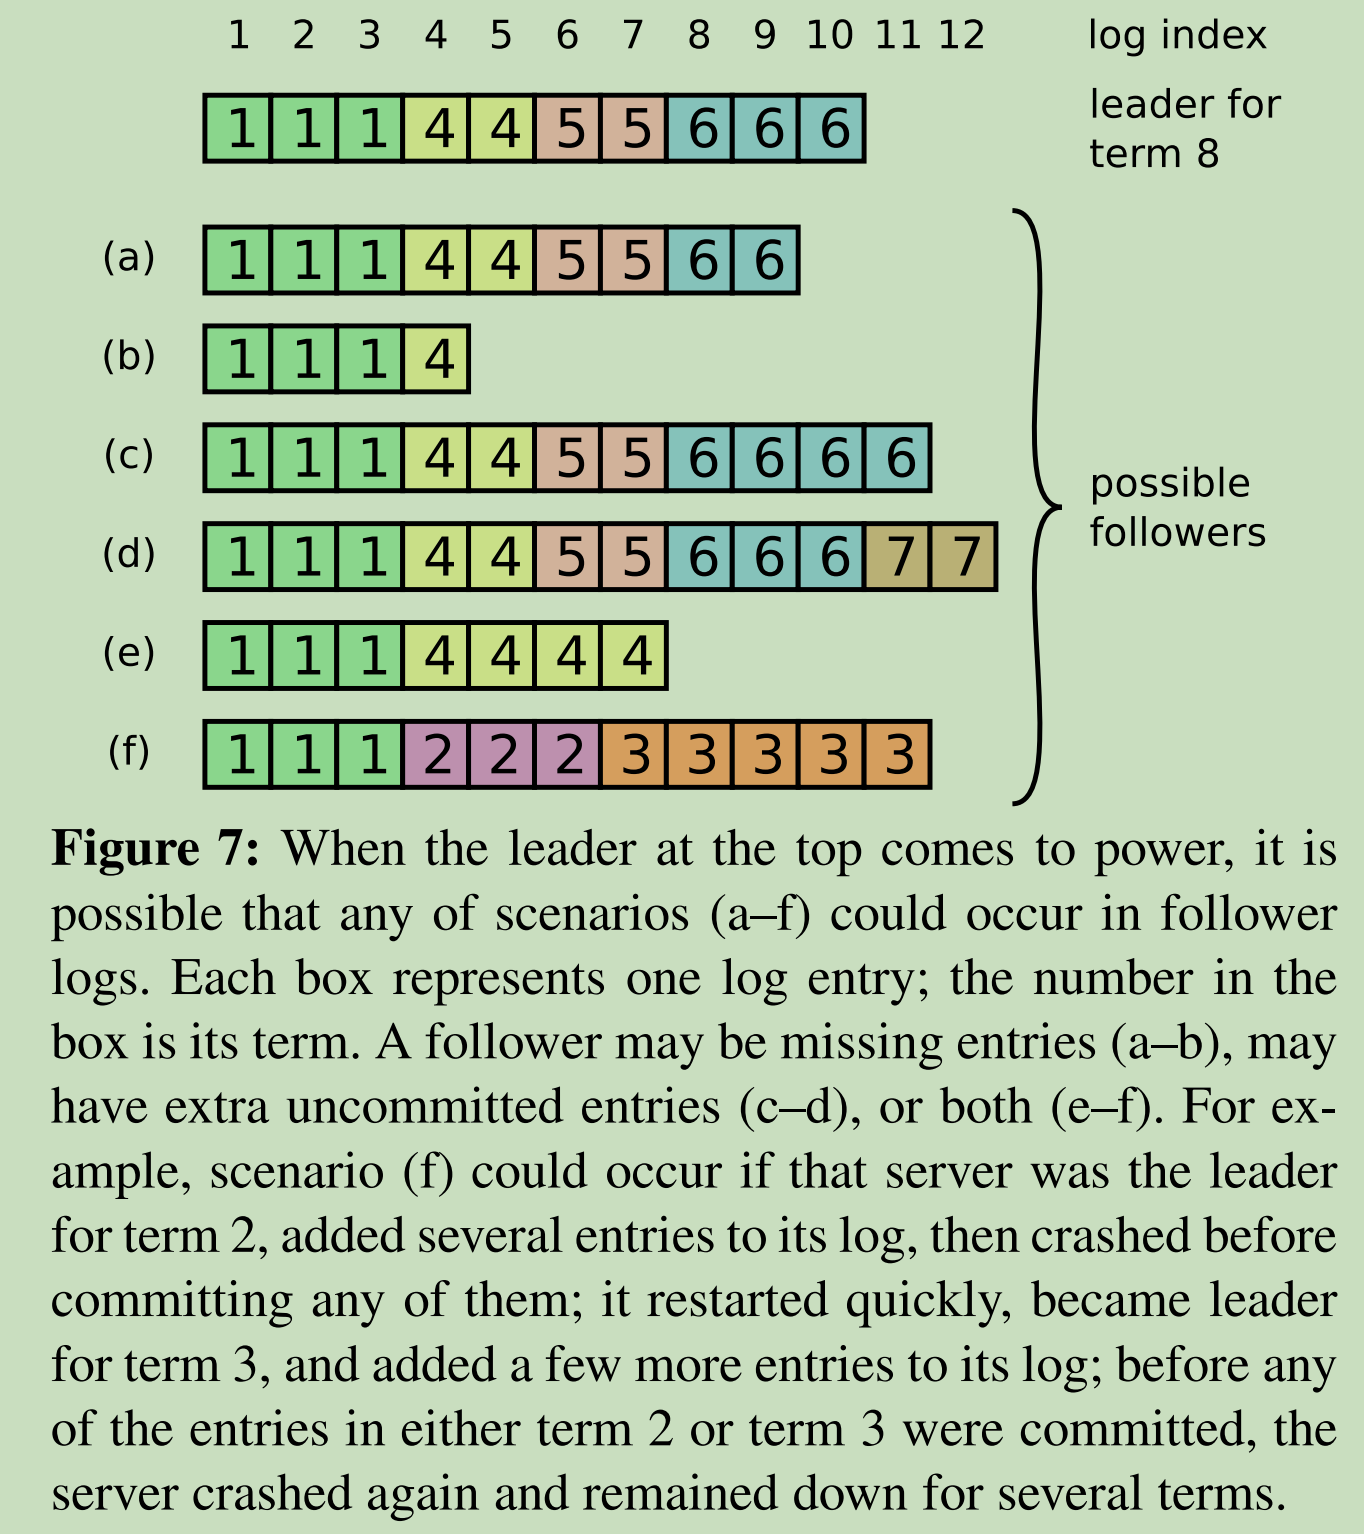 1 2 3 4 5 6 7 8 9 10 11 12 log index
1 1 1 4 4 5 5 6 6 6
leader for
term 8
(a) 1 1 1 4 4 5 5 6 6
(b) 1 1 1 4
(c) 1 1 1 4 4 5 5 6 6 6 6
(d) 1 1 1 4 4 5 5 6 6 6 7 7
(e) 1 1 1 4 4 4 4
(f) 1 1 1 2 2 2 3 3 3 3 3
possible
followers
Figure 7: When the leader at the top comes to power, it is
possible that any of scenarios (a–f) could occur in follower
logs. Each box represents one log entry; the number in the
box is its term. A follower may be missing entries (a–b), may
have extra uncommitted entries (c–d), or both (e–f). For ex-
ample, scenario (f) could occur if that server was the leader
for term 2, added several entries to its log, then crashed before
committing any of them; it restarted quickly, became leader
for term 3, and added a few more entries to its log; before any
of the entries in either term 2 or term 3 were committed, the
server crashed again and remained down for several terms.